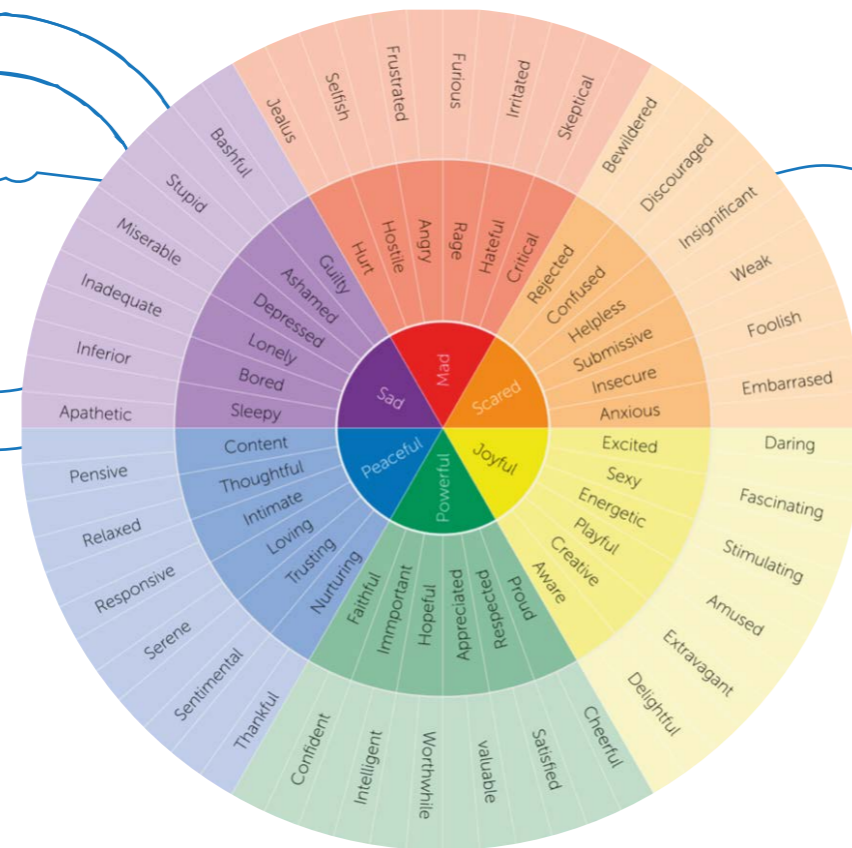 Mad
Scared
Joyful
Powerful
Peaceful
Sad
Hurt
Hostile
Angry
Rage
Hateful
Critical
Rejected
Confused
Helpless
Submissive
Insecure
Anxious
Excited
Sexy
Energetic
Playful
Creative
Aware
Proud
Respected
Appreciated
Hopeful
Immportant
Faithful
Nurturing
Trusting
Loving
Intimate
Thoughtful
Content
Sleepy
Bored
Lonely
Depressed
Ashamed
Guilty
Jealus
Selfish
Frustrated
Furious
Irritated
Skeptical
Bewildered
Discouraged
Insignificant
Weak
Foolish
Embarrased
Daring
Fascinating
Stimulating
Amused
Extravagant
Delightful
Cheerful
Satisfied
valuable
Worthwhile
Intelligent
Confident
Thankful
Sentimental
Serene
Responsive
Relaxed
Pensive
Apathetic
Inferior
Inadequate
Miserable
Stupid
Bashful